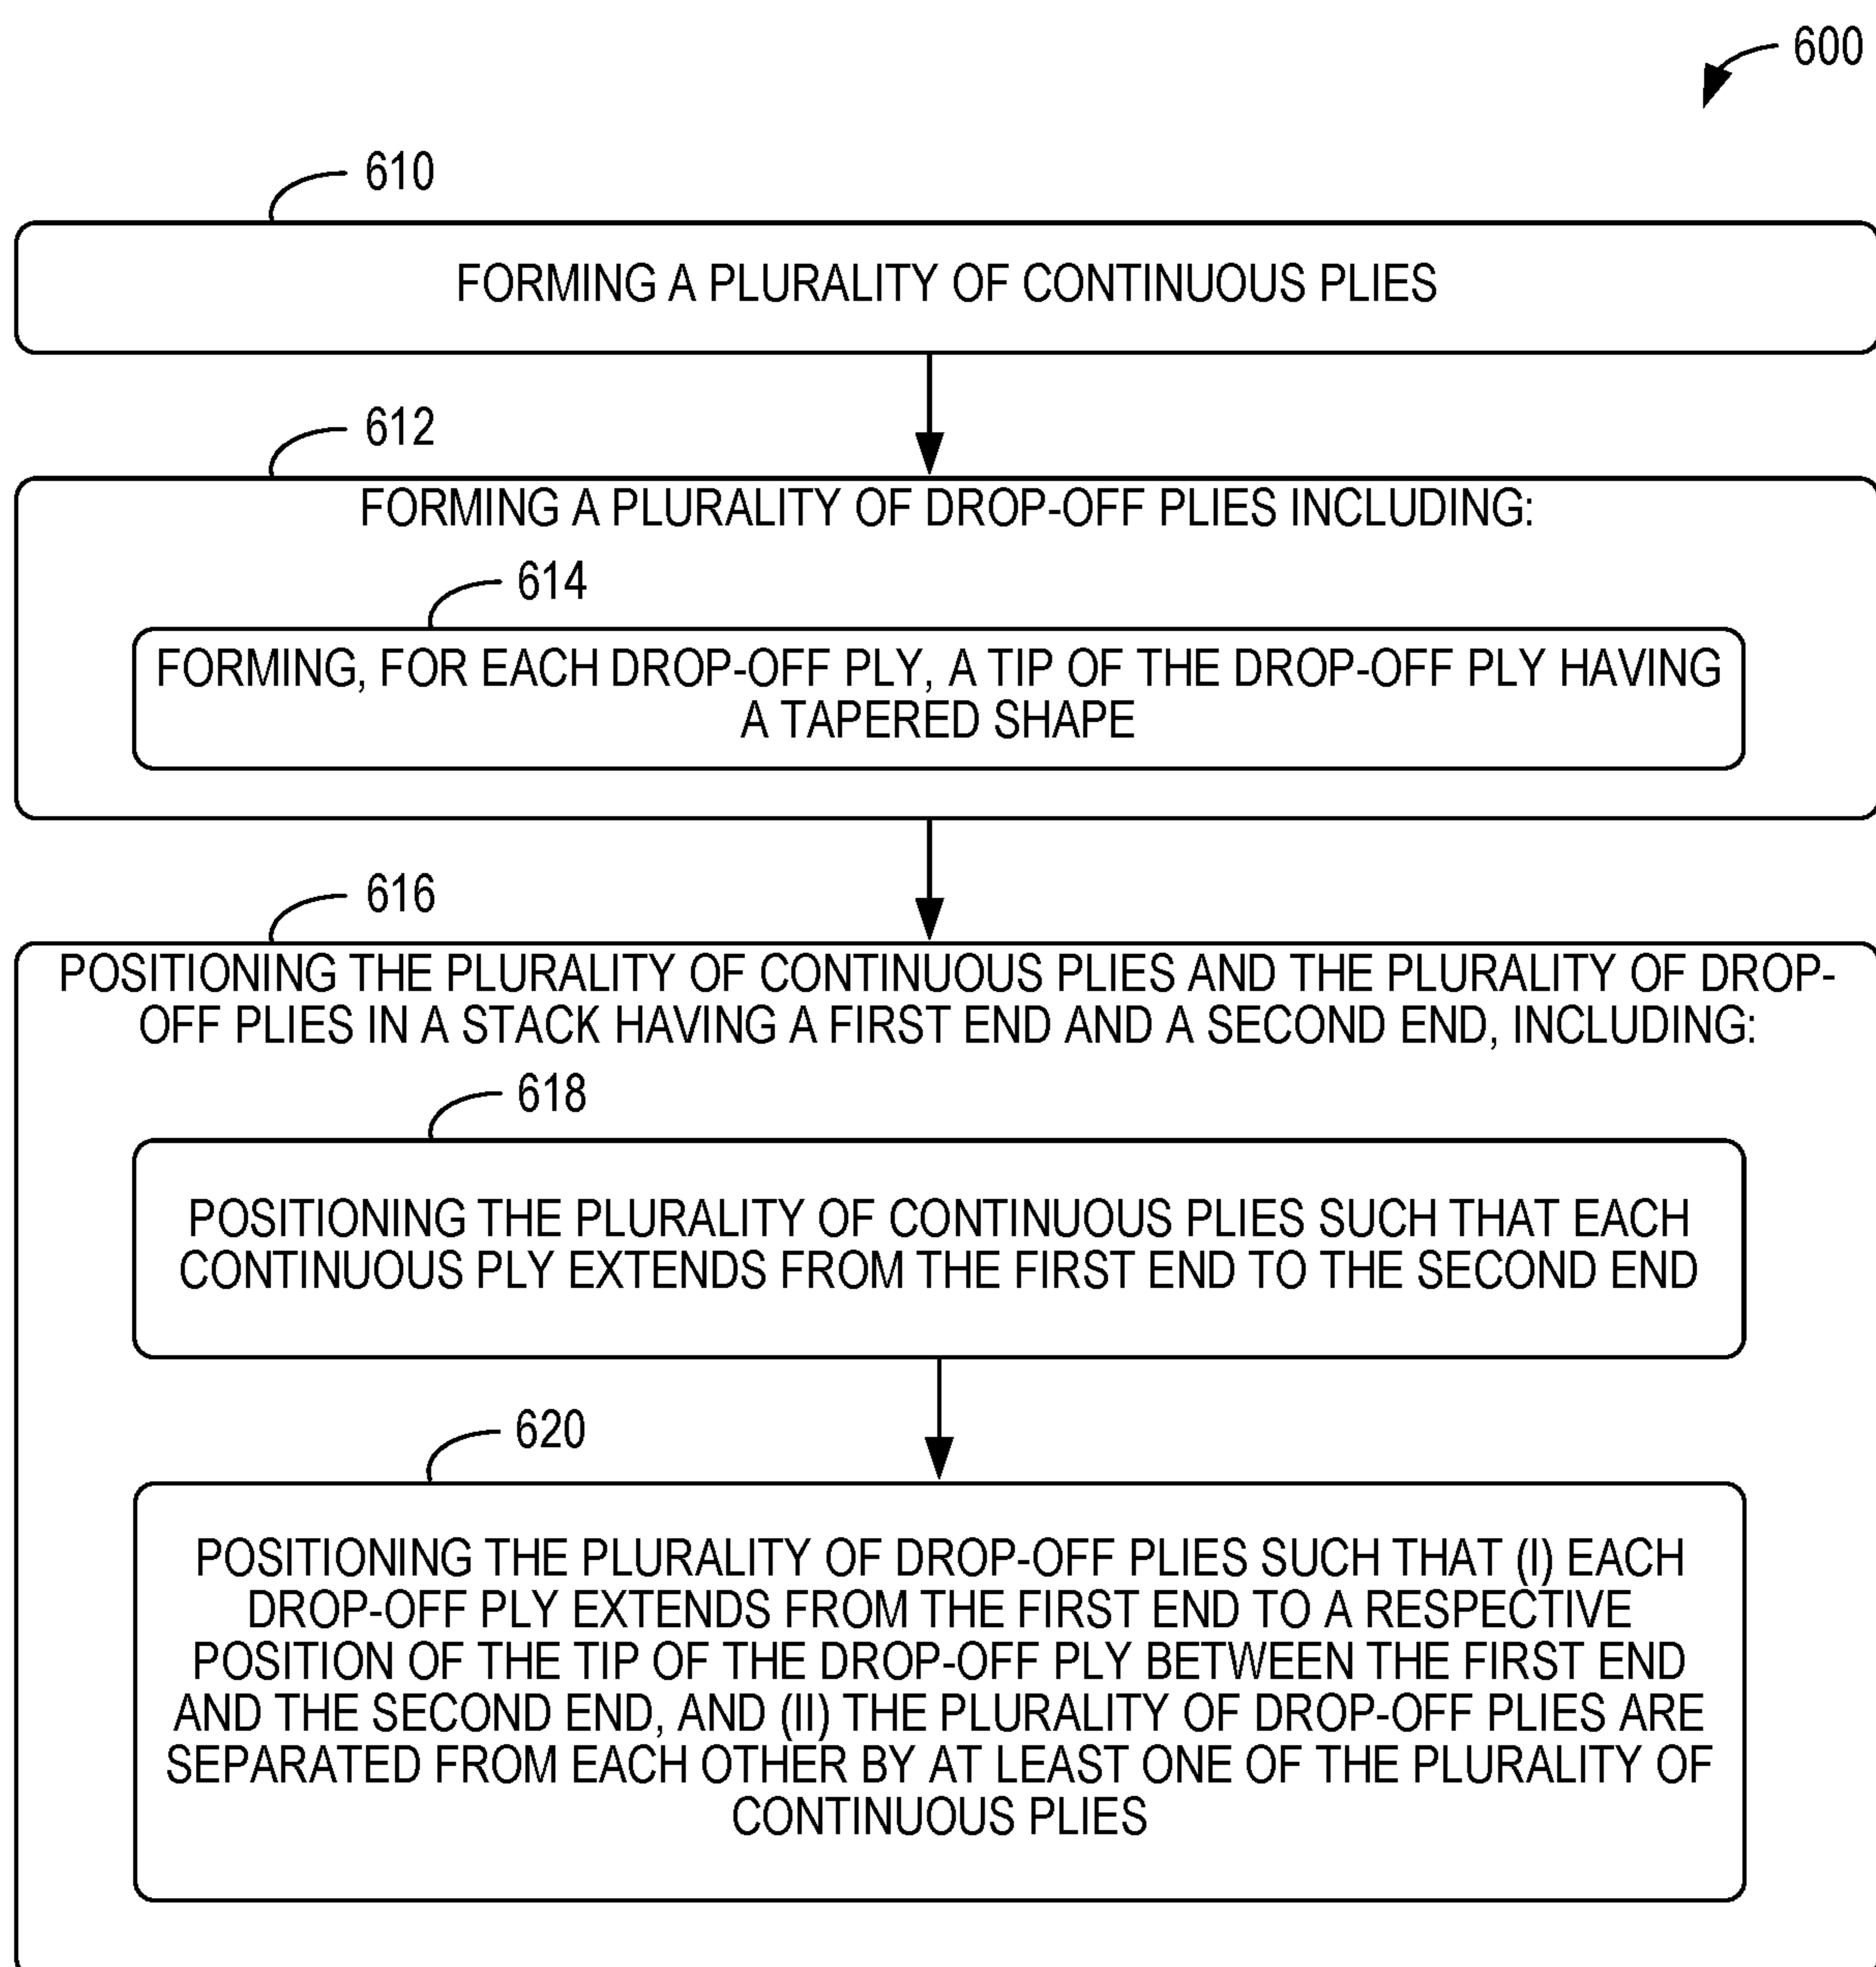 600
610
FORMING A PLURALITY OF CONTINUOUS PLIES
612
FORMING A PLURALITY OF DROP-OFF PLIES INCLUDING:
614
FORMING, FOR EACH DROP-OFF PLY, A TIP OF THE DROP-OFF PLY HAVING
A TAPERED SHAPE
616
POSITIONING THE PLURALITY OF CONTINUOUS PLIES AND THE PLURALITY OF DROP-
OFF PLIES IN A STACK HAVING A FIRST END AND A SECOND END, INCLUDING:
618
POSITIONING THE PLURALITY OF CONTINUOUS PLIES SUCH THAT EACH
CONTINUOUS PLY EXTENDS FROM THE FIRST END TO THE SECOND END
620
POSITIONING THE PLURALITY OF DROP-OFF PLIES SUCH THAT (I) EACH
DROP-OFF PLY EXTENDS FROM THE FIRST END TO A RESPECTIVE
POSITION OF THE TIP OF THE DROP-OFF PLY BETWEEN THE FIRST END
AND THE SECOND END, AND (II) THE PLURALITY OF DROP-OFF PLIES ARE
SEPARATED FROM EACH OTHER BY AT LEAST ONE OF THE PLURALITY OF
CONTINUOUS PLIES